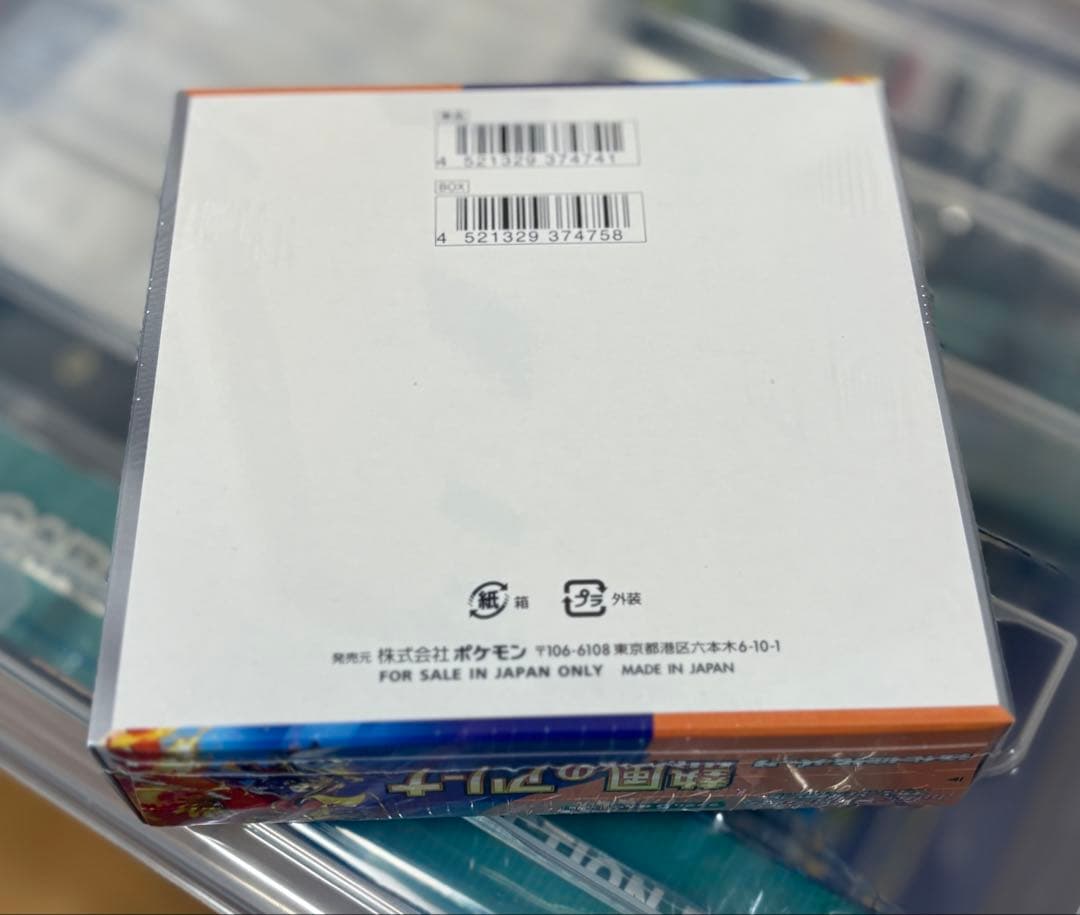 単品
4 521329 374741
BOX
4 521329 374758
紙 箱
プラ 外装
発売元 株式会社ポケモン 〒106-6108 東京都港区六本木6-10-1
FOR SALE IN JAPAN ONLY MADE IN JAPAN
熱風のアリーナ